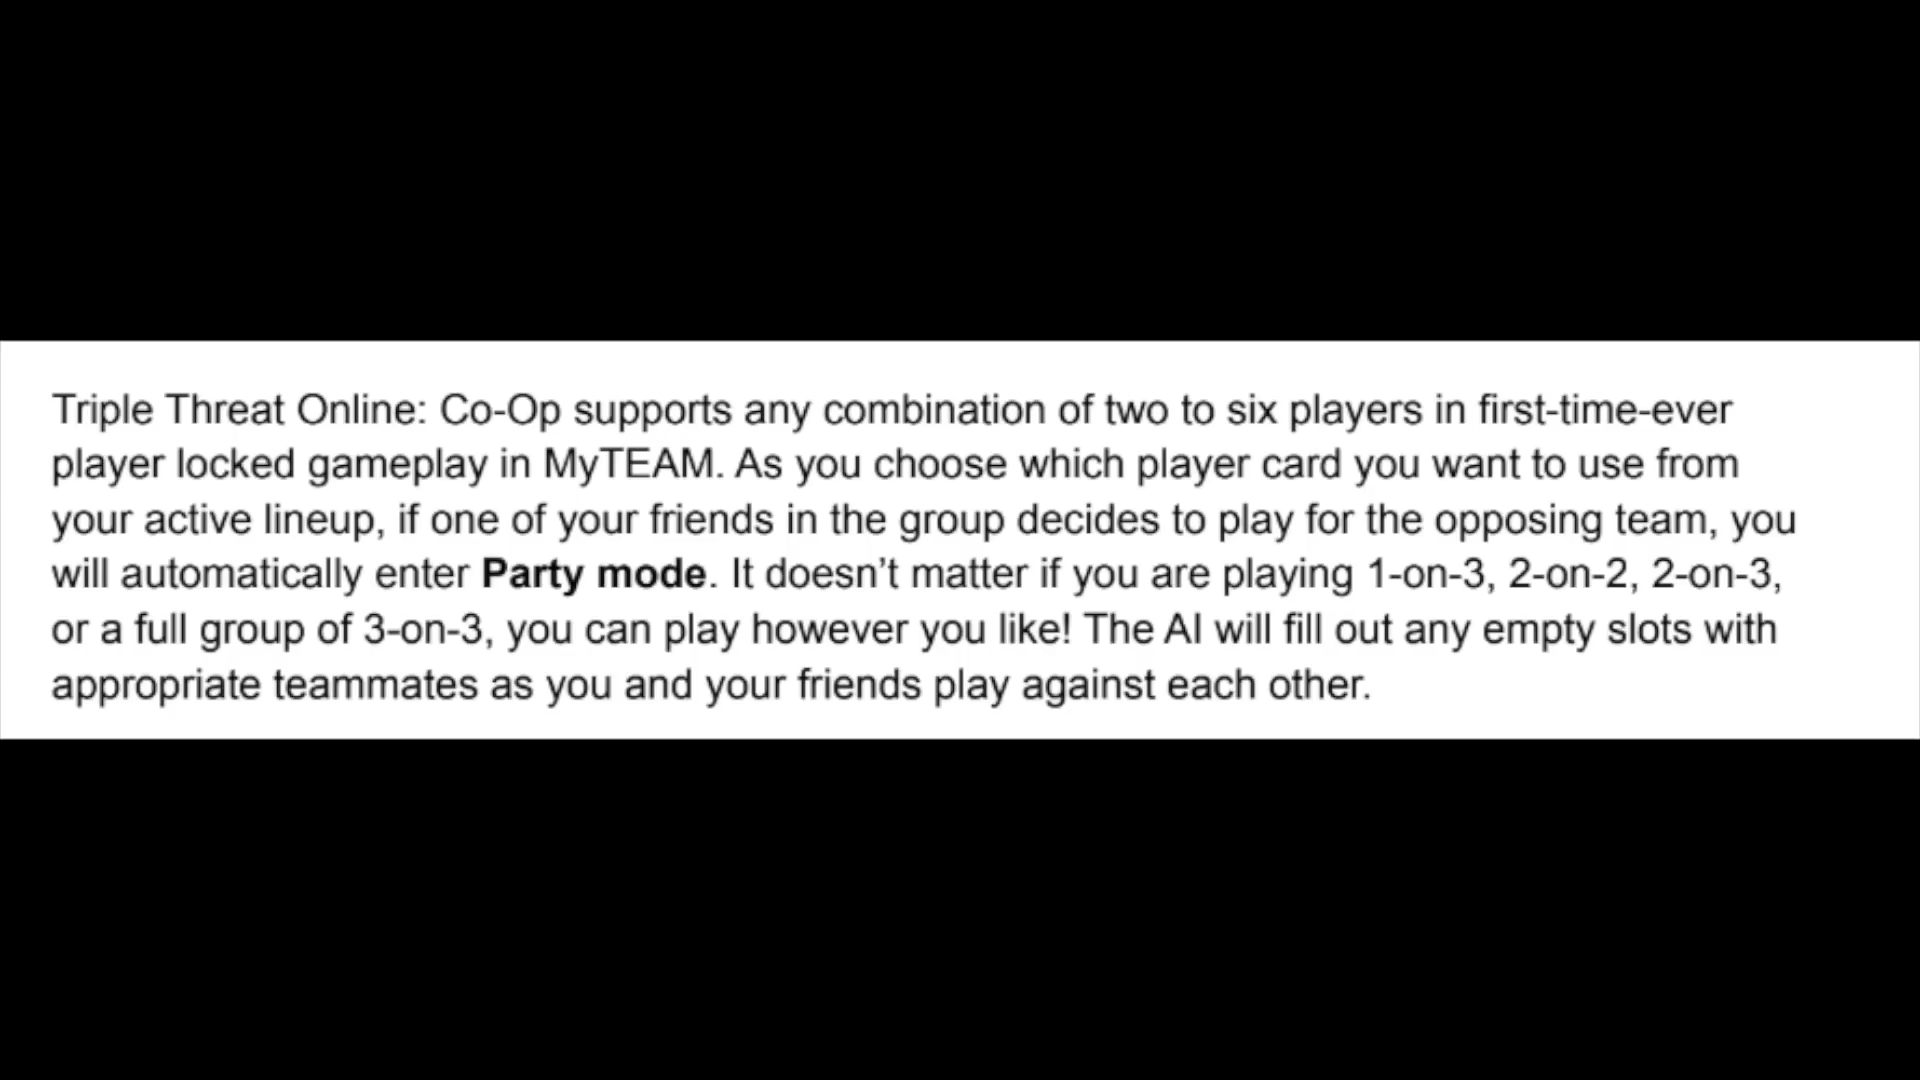 Triple Threat Online: Co-Op supports any combination of two to six players in first-time-ever
player locked gameplay in MyTEAM. As you choose which player card you want to use from
your active lineup, if one of your friends in the group decides to play for the opposing team, you
will automatically enter Party mode. It doesn’t matter if you are playing 1-on-3, 2-on-2, 2-on-3,
or a full group of 3-on-3, you can play however you like! The AI will fill out any empty slots with
appropriate teammates as you and your friends play against each other.